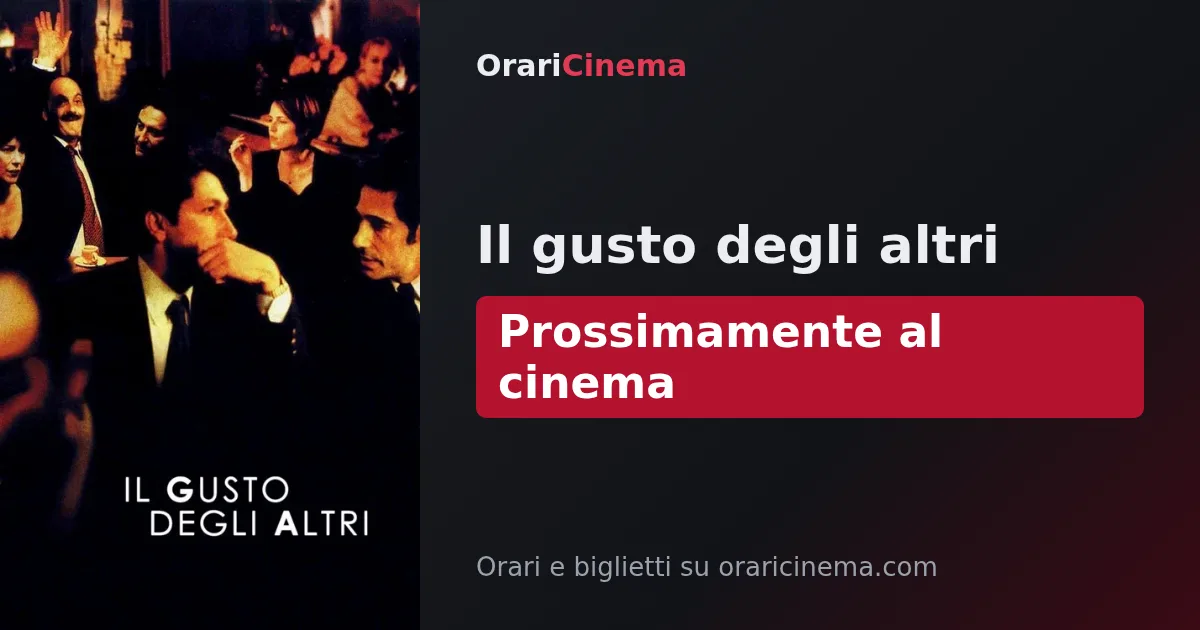 OrariCinema
Il gusto degli altri
Prossimamente al
cinema
IL GUSTO
DEGLI ALTRI
Orari e biglietti su oraricinema.com